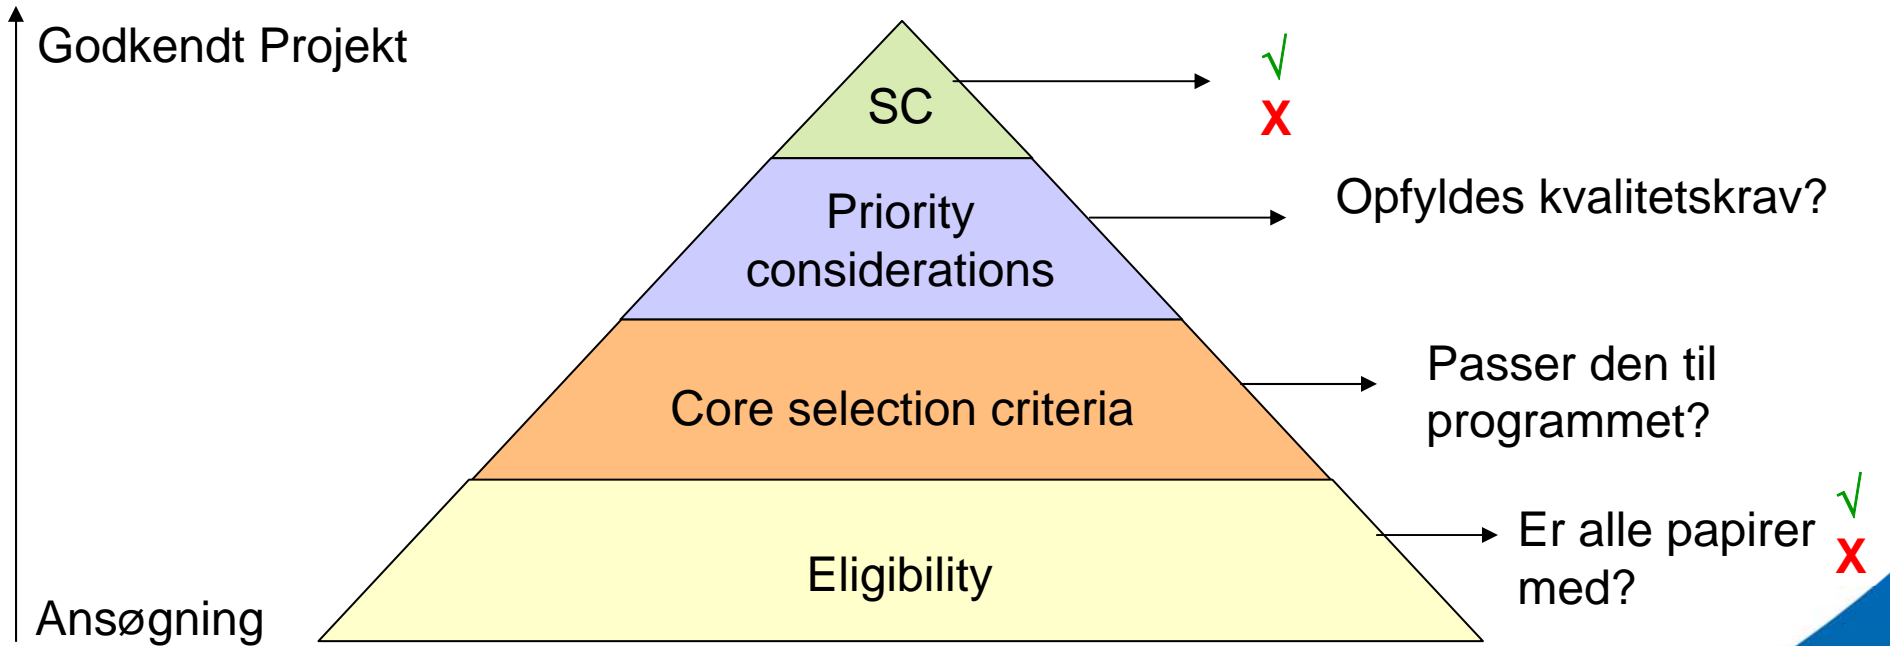 Godkendt Projekt
SC
√
X
Priority
considerations
Opfyldes kvalitetskrav?
Core selection criteria
Passer den til
programmet?
Eligibility
Er alle papirer
med?
√
X
Ansøgning